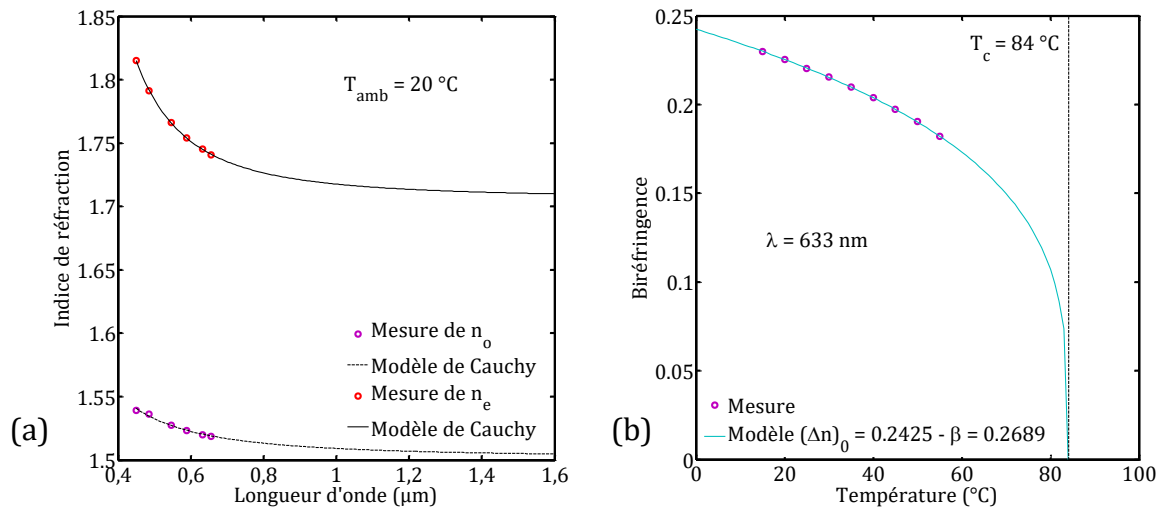 1.85
1.8
1.75
1.7
1.65
1.6
1.55
1.5
Indice de réfraction
T_amb = 20 °C
Mesure de n_o
Modèle de Cauchy
Mesure de n_e
Modèle de Cauchy
(a)
0,4 0,6 0,8 1 1,2 1,4 1,6
Longueur d'onde (μm)
0.25
0.2
0.15
0.1
0.05
0
Biréfringence
T_c = 84 °C
λ = 633 nm
Mesure
Modèle (Δn)_0 = 0.2425 - β = 0.2689
(b)
0 20 40 60 80 100
Température (°C)